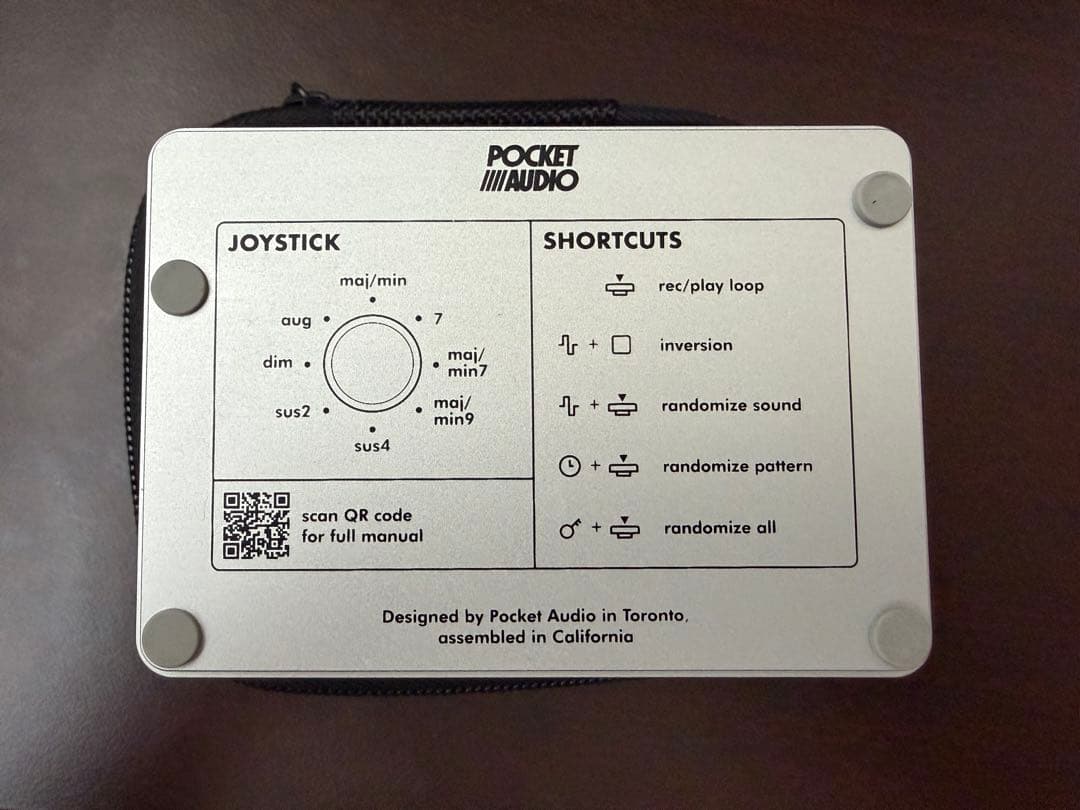 POCKET
AUDIO
JOYSTICK
maj/min
7
maj/
min7
maj/
min9
sus4
sus2
dim
aug
scan QR code
for full manual
SHORTCUTS
rec/play loop
+ inversion
+ randomize sound
+ randomize pattern
+ randomize all
Designed by Pocket Audio in Toronto,
assembled in California